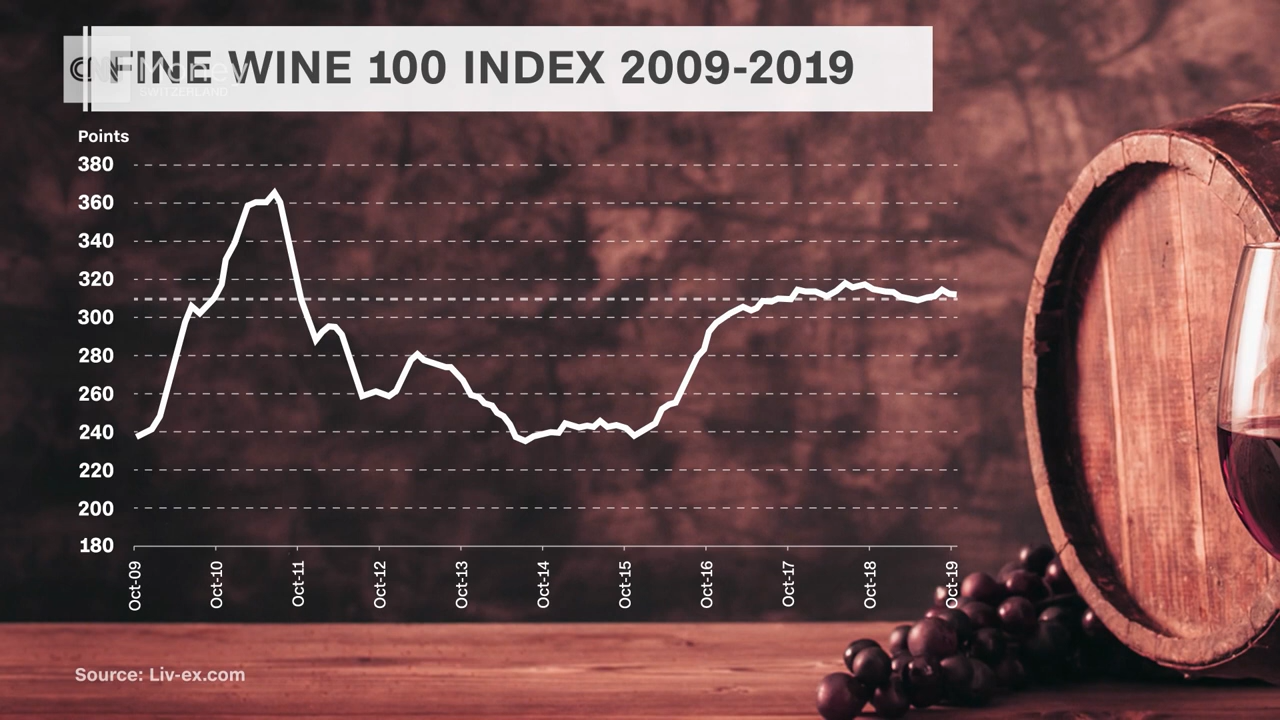 FINE WINE 100 INDEX 2009-2019
CNN Money
SWITZERLAND
Points
380
360
340
320
300
280
260
240
220
200
180
Oct-09 Oct-10 Oct-11 Oct-12 Oct-13 Oct-14 Oct-15 Oct-16 Oct-17 Oct-18 Oct-19
Source: Liv-ex.com